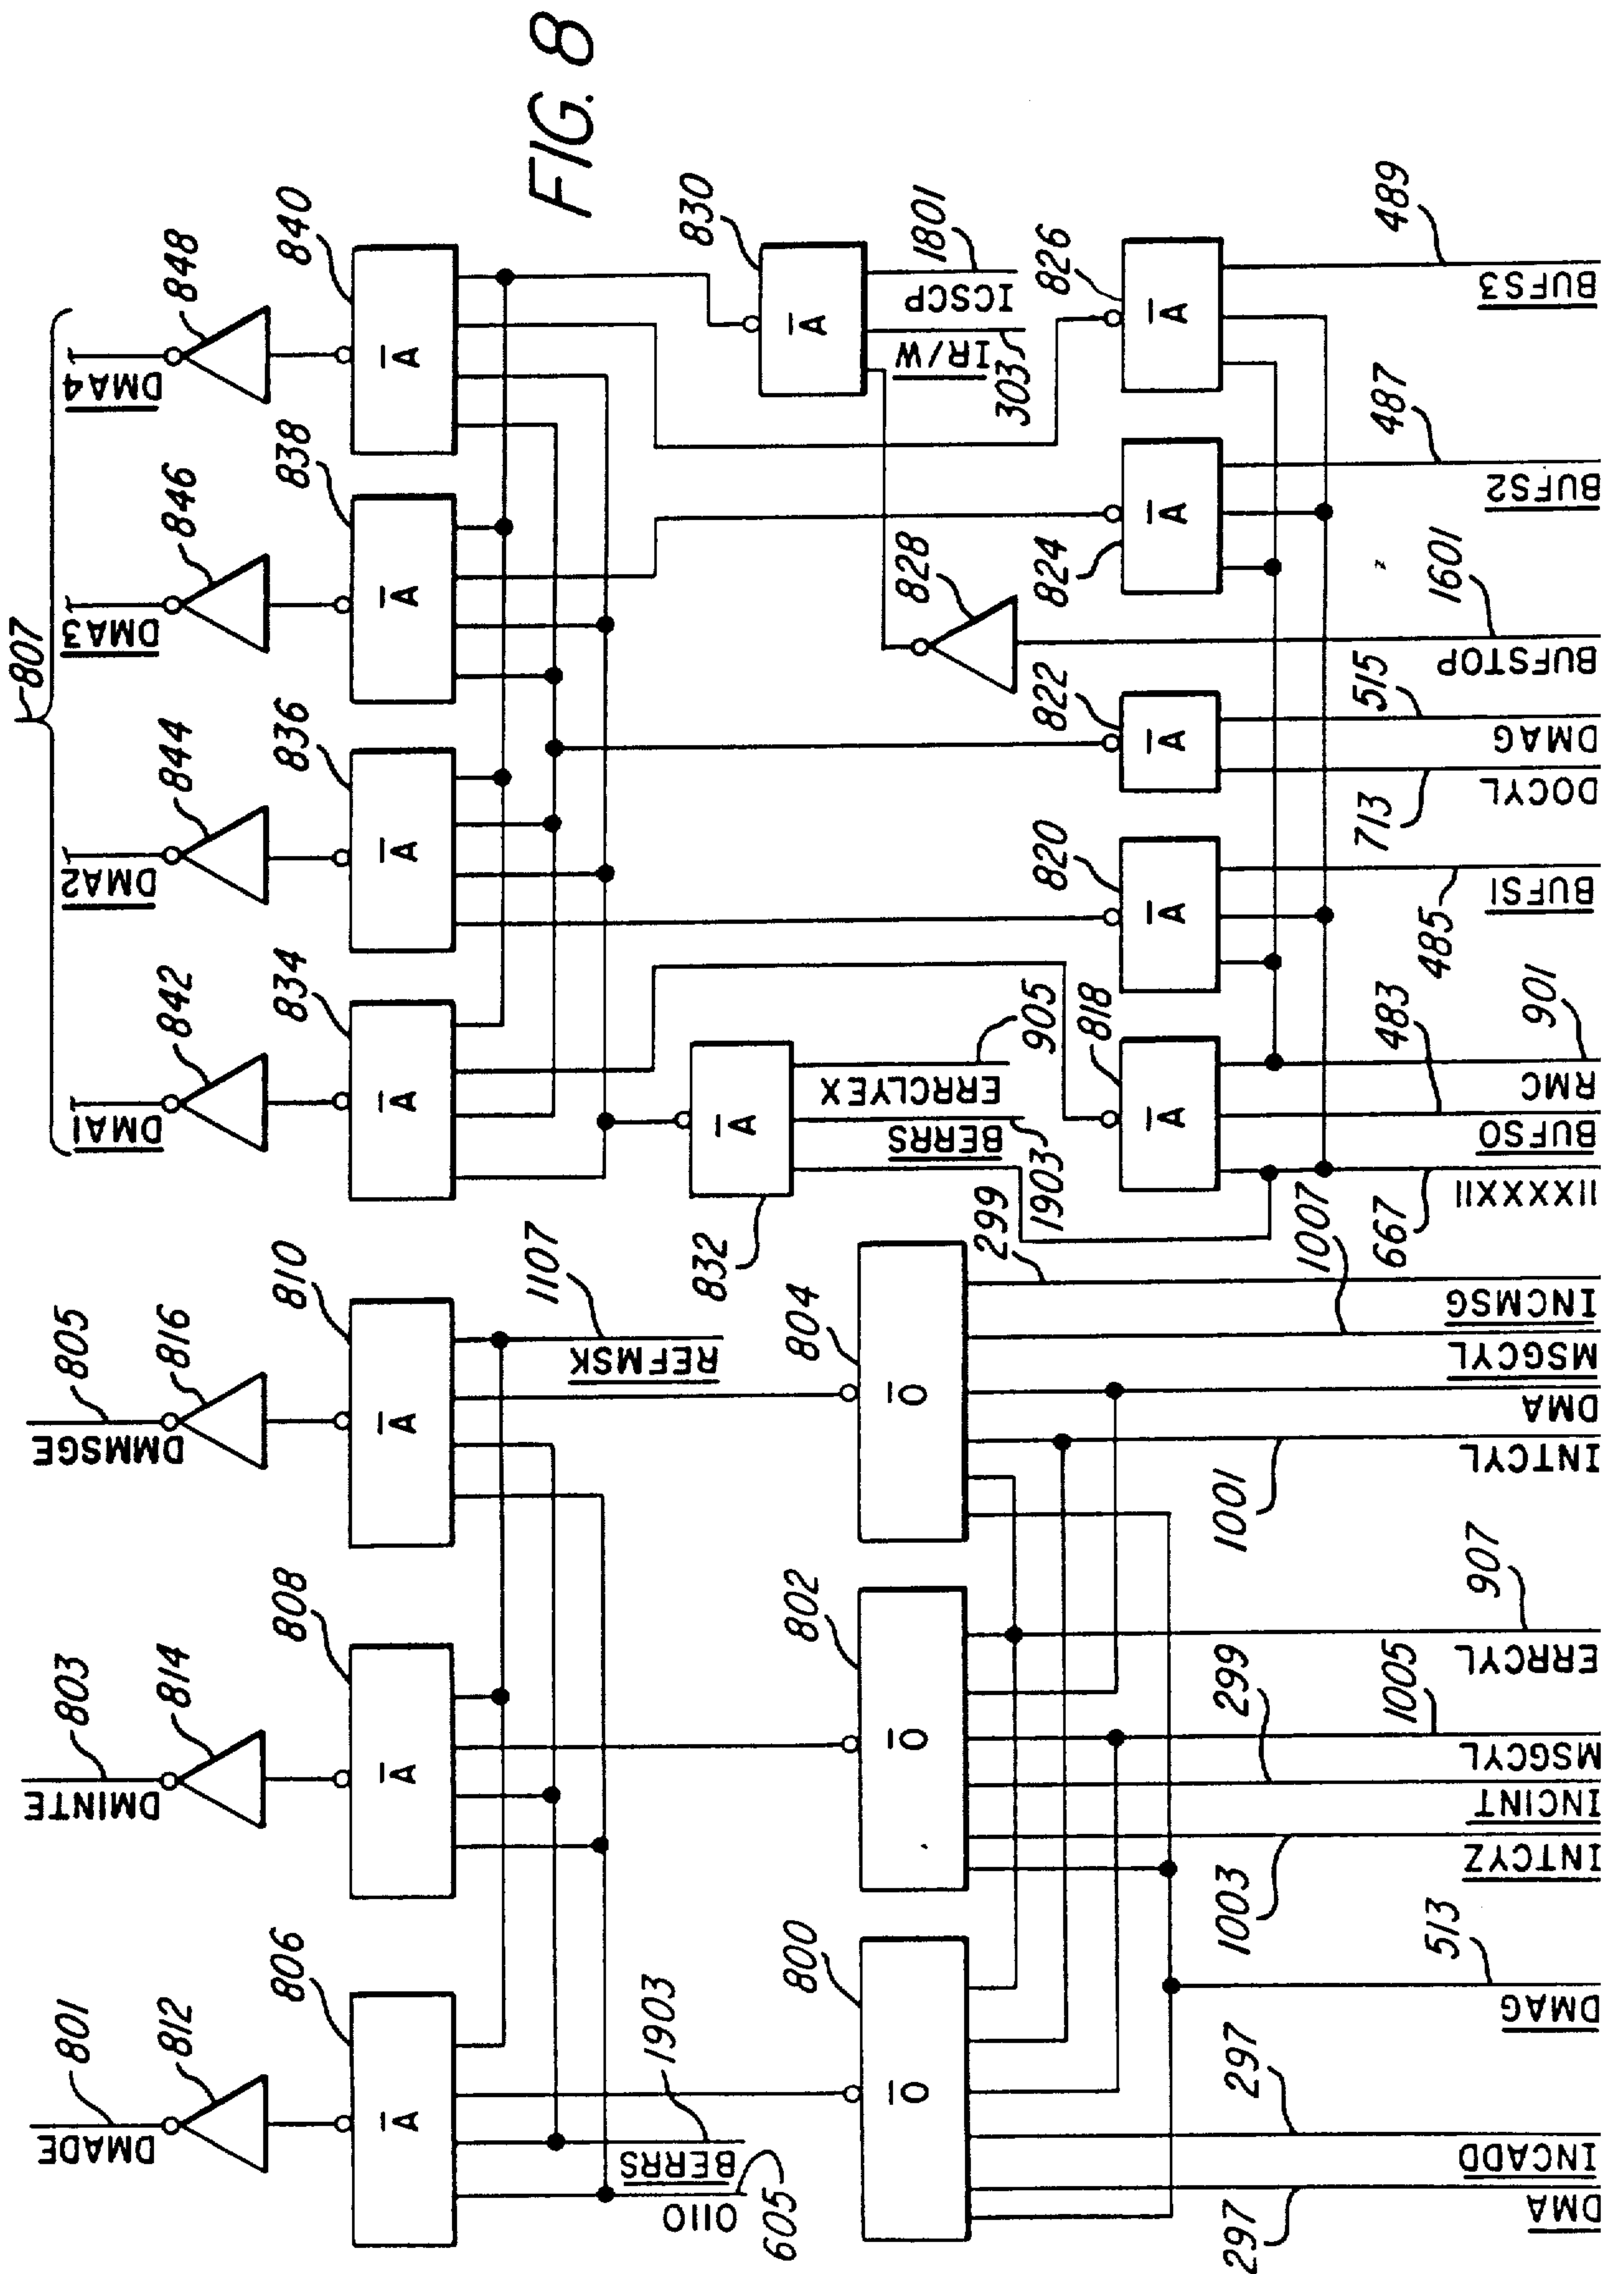 FIG. 8
807
801
DMADE
812
803
DMINTE
814
805
DMMSGE
816
DMA1
842
DMA2
844
DMA3
846
DMA4
848
806
A
808
A
810
A
834
A
836
A
838
A
840
A
BERRS
1903
0110
605
REFMSK
1107
832
A
BERRS
1903
ERRCLYEX
905
828
830
A
IR/W
303
ICSCP
1801
800
O
802
O
804
O
818
A
820
A
822
A
824
A
826
A
DMA
297
INCADD
297
DMAG
513
INTCYZ
1003
INCINT
299
MSGCYL
1005
ERRCYL
907
INTCYL
1001
DMA
MSGCYL
1007
INCMSG
299
11XXXX11
667
BUFS0
483
RMC
901
BUFS1
485
DOCYL
713
DMAG
515
BUFSTOP
1601
BUFS2
487
BUFS3
489